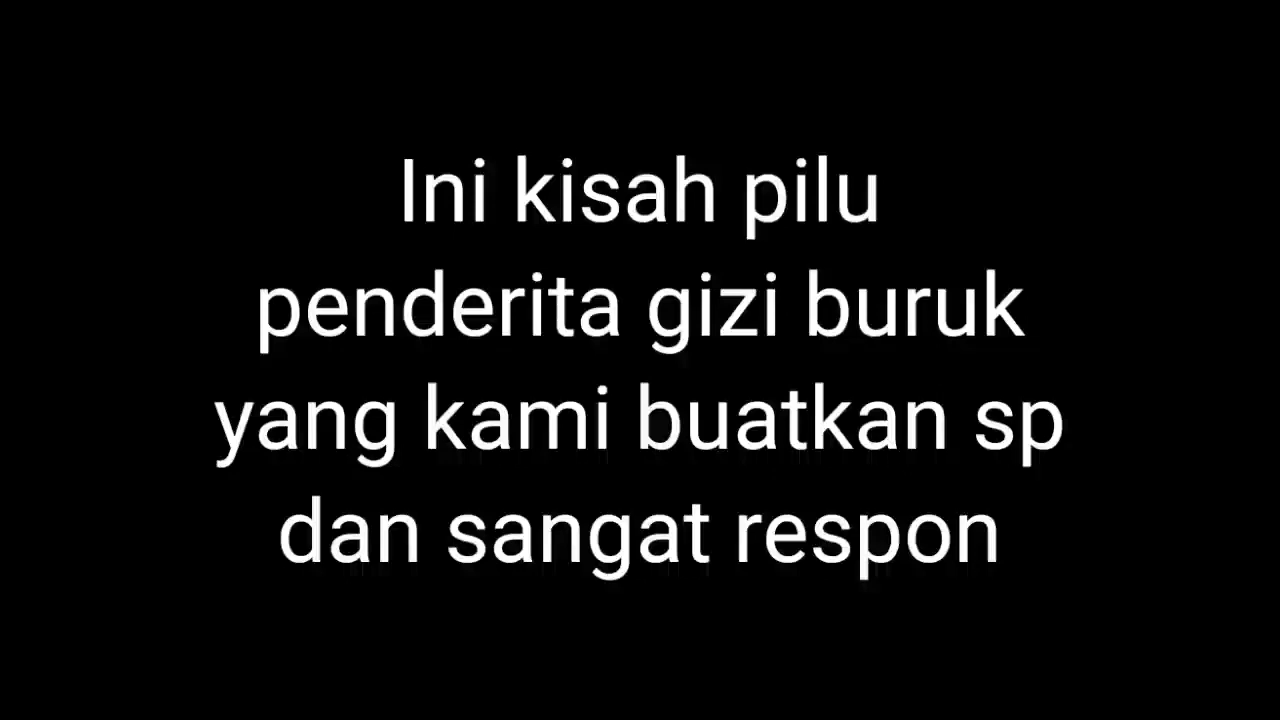 Ini kisah pilu
penderita gizi buruk
yang kami buatkan sp
dan sangat respon